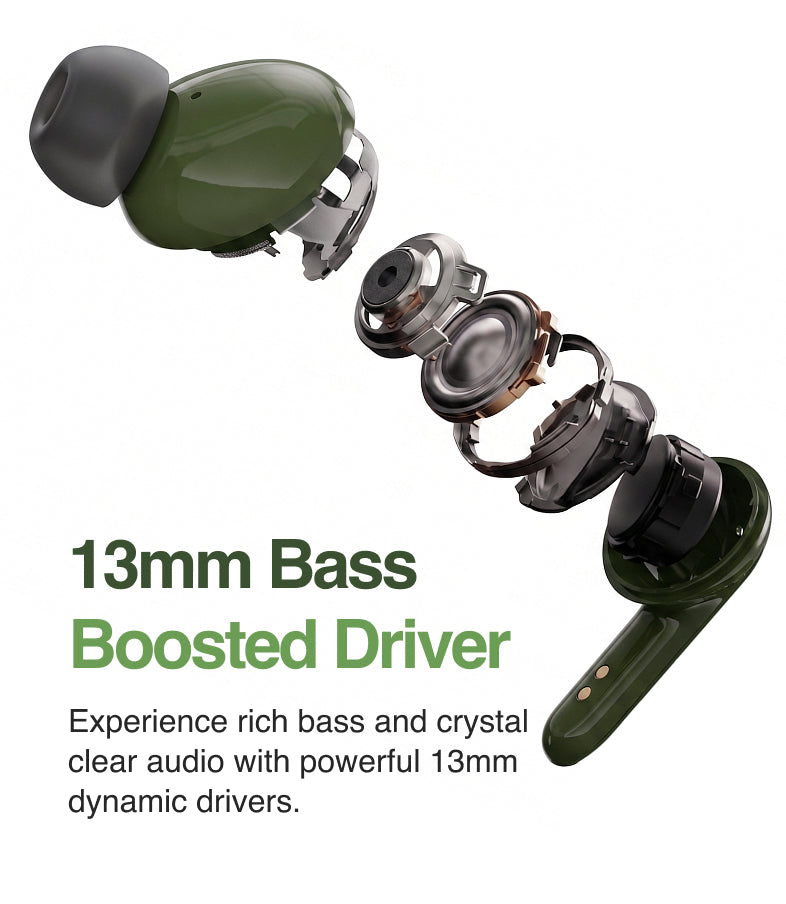 13mm Bass
Boosted Driver
Experience rich bass and crystal
clear audio with powerful 13mm
dynamic drivers.